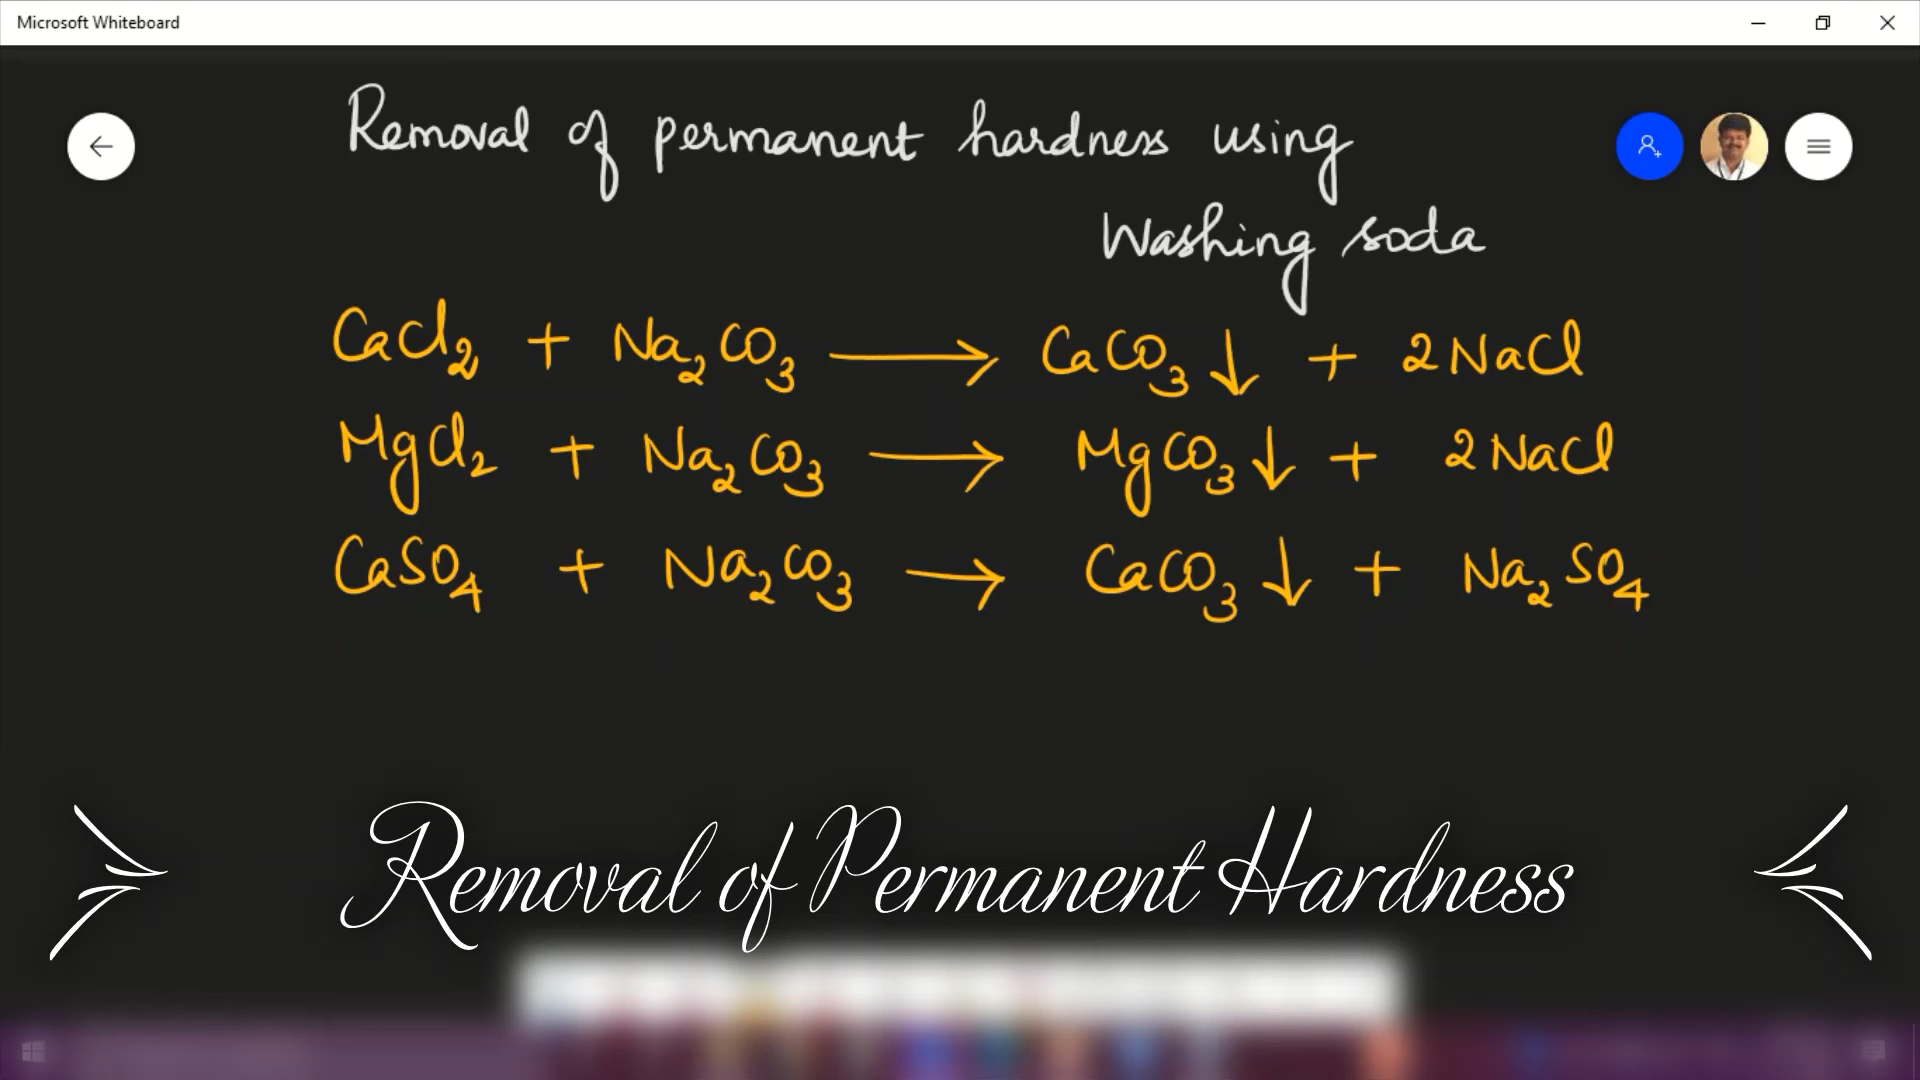 Microsoft Whiteboard
Removal of permanent hardness using
Washing soda
CaCl₂ + Na₂CO₃ ⟶ CaCO₃↓ + 2NaCl
MgCl₂ + Na₂CO₃ ⟶ MgCO₃↓ + 2NaCl
CaSO₄ + Na₂CO₃ ⟶ CaCO₃↓ + Na₂SO₄
Removal of Permanent Hardness